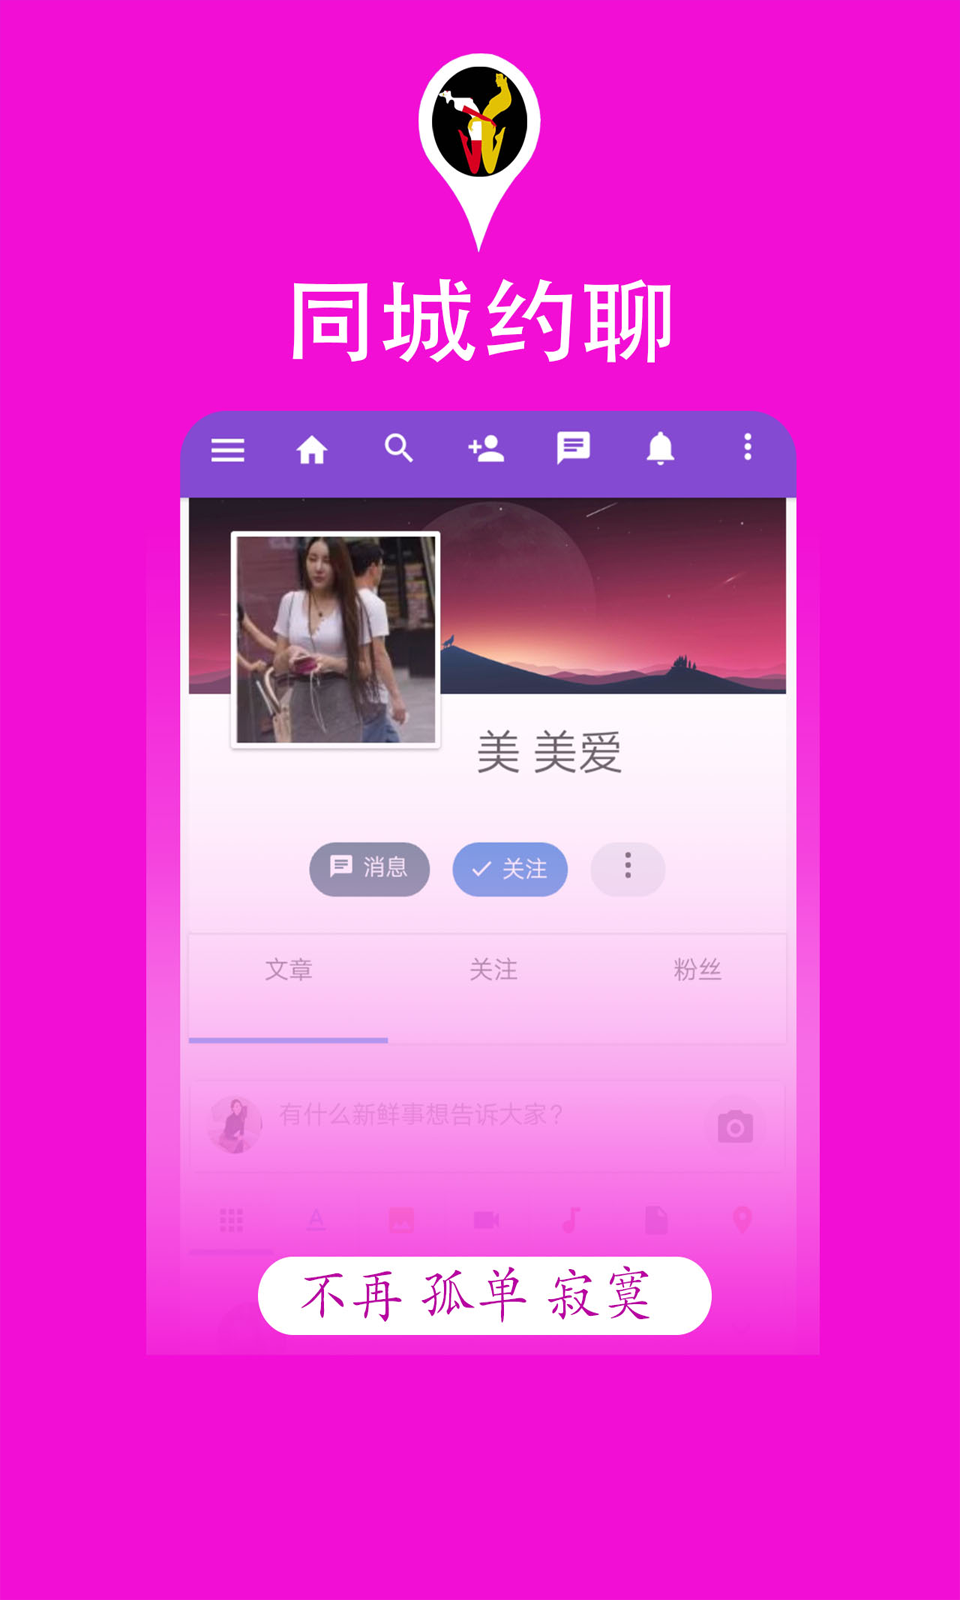 同城约聊
美 美爱
消息 关注
文章 关注 粉丝
有什么新鲜事想告诉大家?
不再 孤单 寂寞